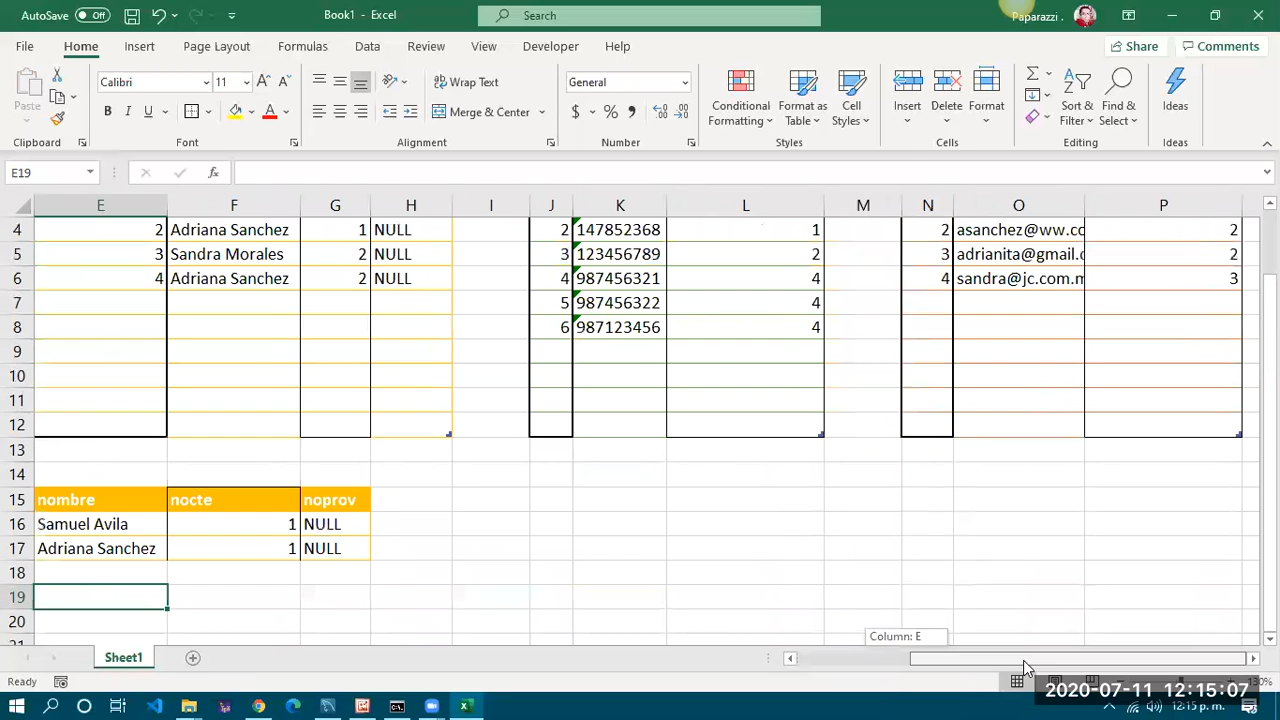 AutoSave Off Book1 - Excel Search Paparazzi .
File Home Insert Page Layout Formulas Data Review View Developer Help Share Comments
Paste Calibri 11 Wrap Text General Conditional Formatting Format as Table Cell Styles Insert Delete Format Sort & Filter Find & Select Ideas
B I U A Merge & Center $ % ,
Clipboard Font Alignment Number Styles Cells Editing Ideas
E19 fx
E F G H I J K L M N O P
4 2 Adriana Sanchez 1 NULL 2 147852368 1 2 asanchez@ww.cc 2
5 3 Sandra Morales 2 NULL 3 123456789 2 3 adrianita@gmail.c 2
6 4 Adriana Sanchez 2 NULL 4 987456321 4 4 sandra@jc.com.m 3
7 5 987456322 4
8 6 987123456 4
9
10
11
12
13
14
15 nombre nocte noprov
16 Samuel Avila 1 NULL
17 Adriana Sanchez 1 NULL
18
19
20
Column: E
Sheet1
Ready 130%
2020-07-11 12:15:07
12:15 p. m.